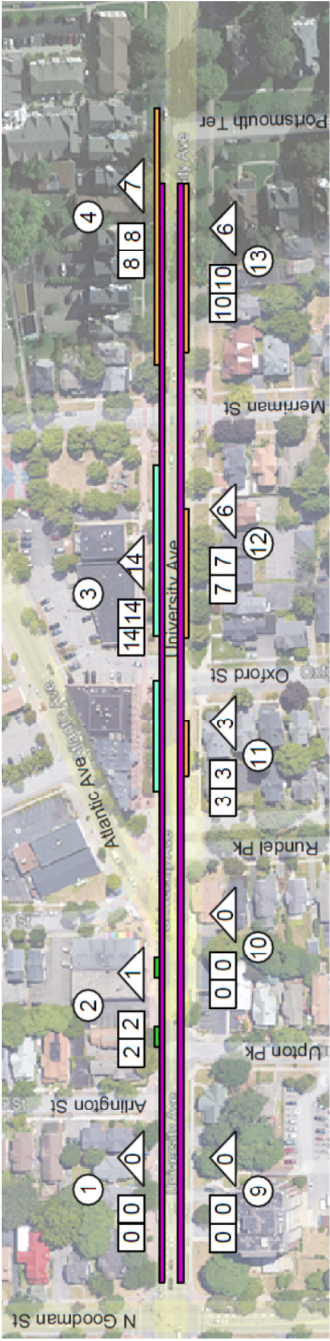 N Goodman St
1
0 0 0
Arlington St
2
2 2 1
Atlantic Ave
3
14 14 14
4
8 8 7
University Ave
University Ave
0 0 0
9
Upton Pk
0 0 0
10
Rundel Pk
3 3 3
11
Oxford St
7 7 6
12
Merriman St
10 10 6
13
Portsmouth Ter